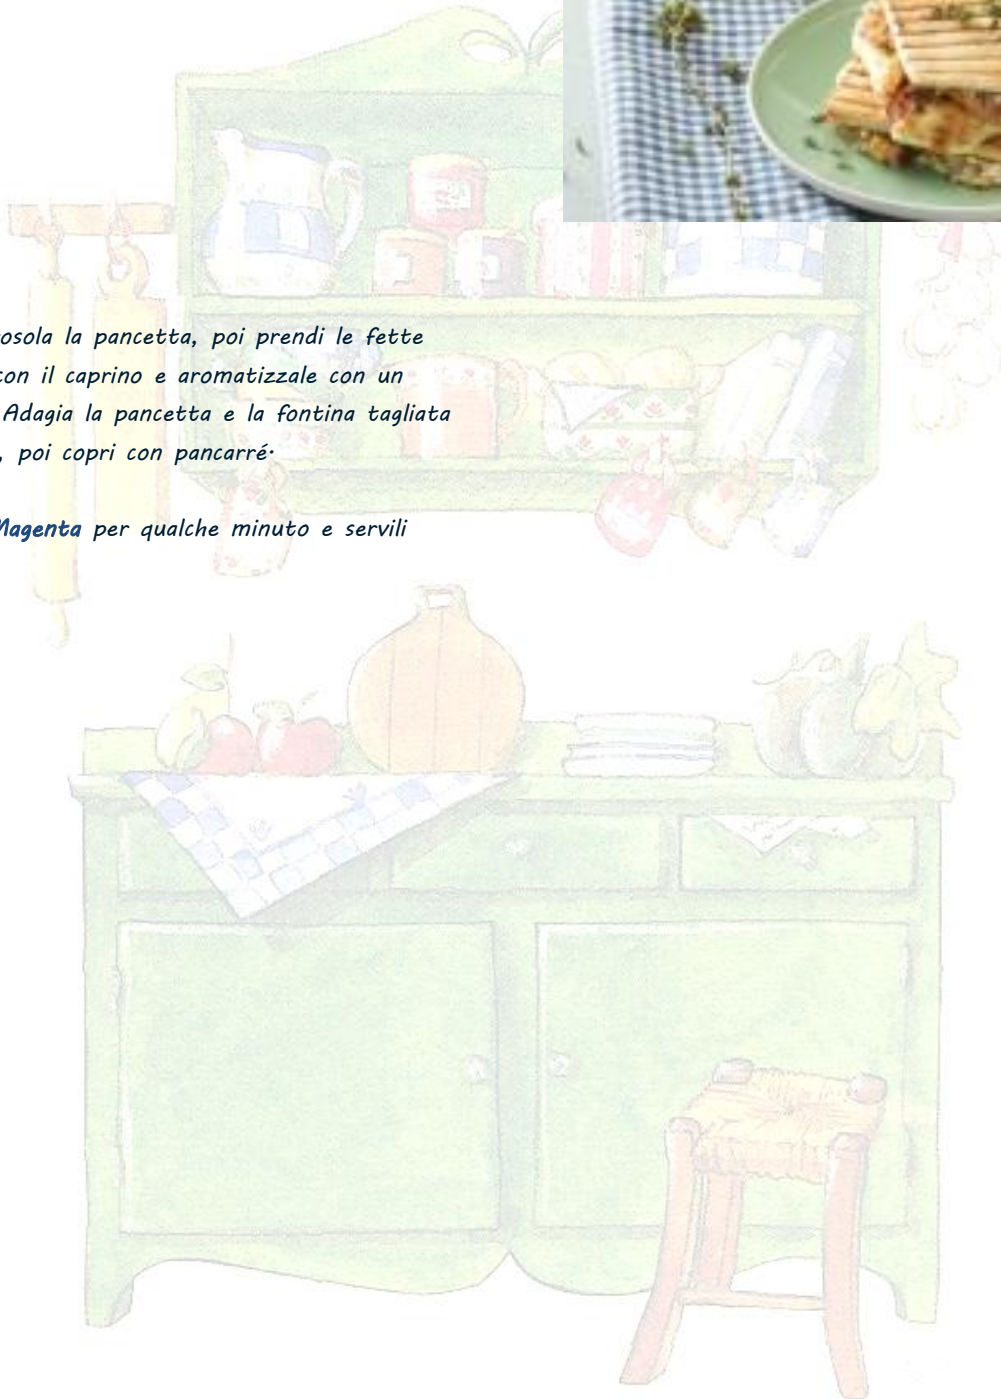 osola la pancetta, poi prendi le fette
con il caprino e aromatizzale con un
Adagia la pancetta e la fontina tagliata
, poi copri con pancarré·
Magenta per qualche minuto e servili